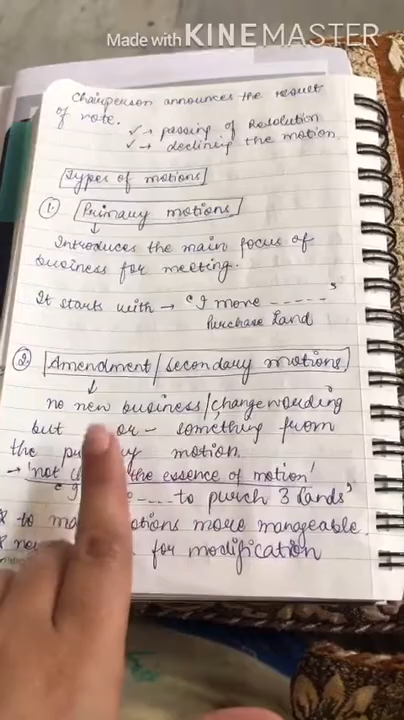 Made with KINEMASTER
Chairperson announces the result
of vote.
✓→ passing of Resolution
✓→ declining the motion.
Types of motions
1. Primary motions
↓
Introduces the main focus of
business for meeting.
It starts with → "I move -----"
Purchase Land
2. Amendment/secondary motions
↓
no new business/change wording
but or - something from
the motion.
→ 'not the essence of motion'
---- to purch 3 lands"
to motions more manageable.
for modification